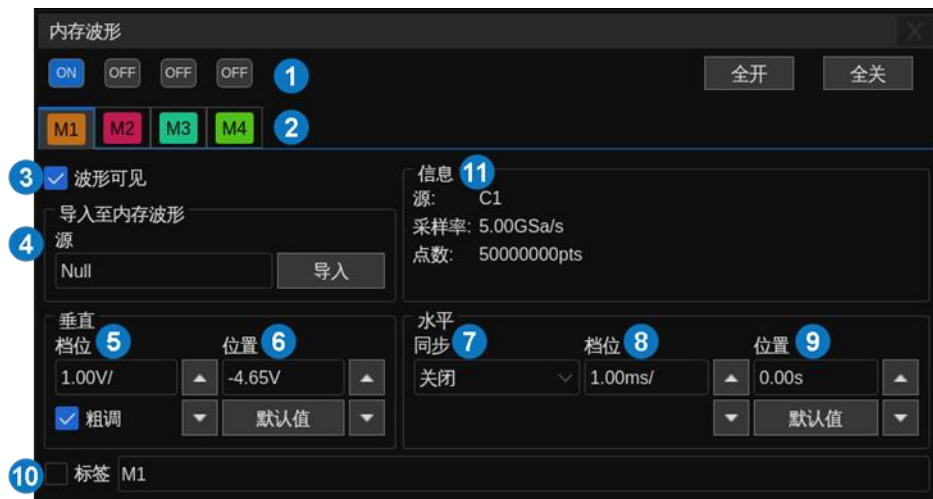 内存波形 X
ON OFF OFF OFF 1 全开 全关
M1 M2 M3 M4 2
3 波形可见
4 导入至内存波形
源
Null 导入
信息 11
源: C1
采样率: 5.00GSa/s
点数: 50000000pts
垂直
档位 5 位置 6
1.00V/ -4.65V
粗调 默认值
水平
同步 7 档位 8 位置 9
关闭 1.00ms/ 0.00s
默认值
10 标签 M1